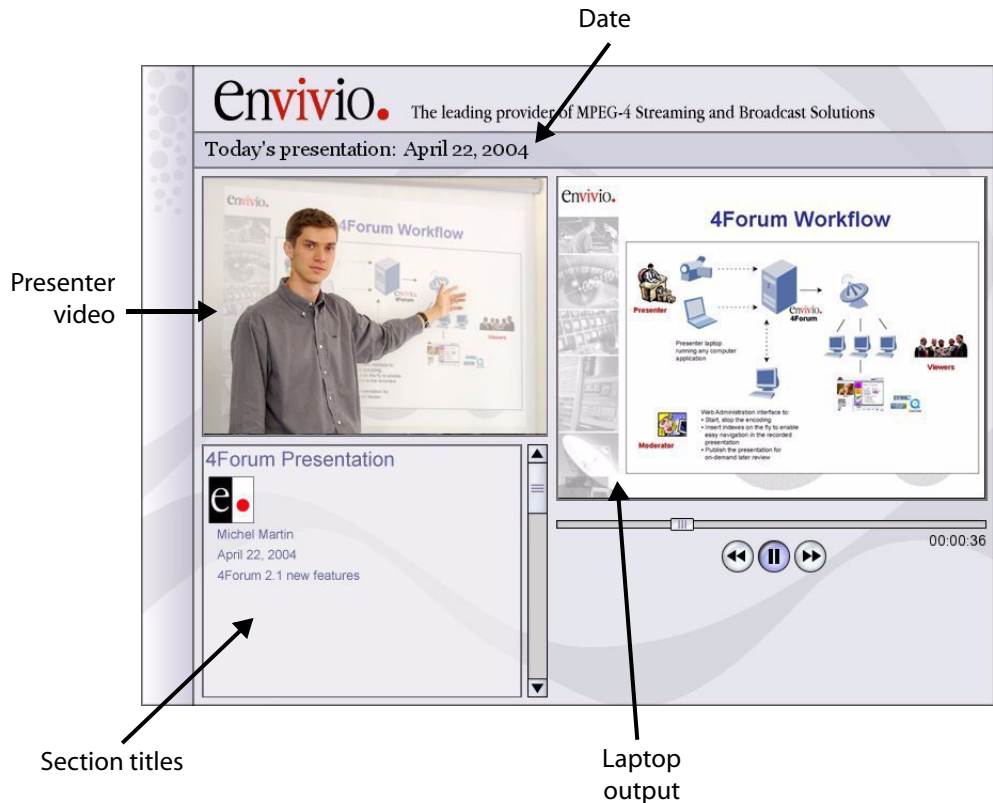 Date
envivio.
The leading provider of MPEG-4 Streaming and Broadcast Solutions
Today's presentation: April 22, 2004
Presenter
video
envivio.
4Forum Workflow
envivio.
4Forum
Viewers
envivio.
4Forum Workflow
Presenter
envivio.
4Forum
Presenter laptop
running any computer
application
Viewers
Moderator
Web Administration interface to:
• Start, stop the encoding
• Insert indexes on the fly to enable
easy navigation in the recorded
presentation
• Publish the presentation for
on-demand later review
4Forum Presentation
e.
Michel Martin
April 22, 2004
4Forum 2.1 new features
00:00:36
Section titles
Laptop
output